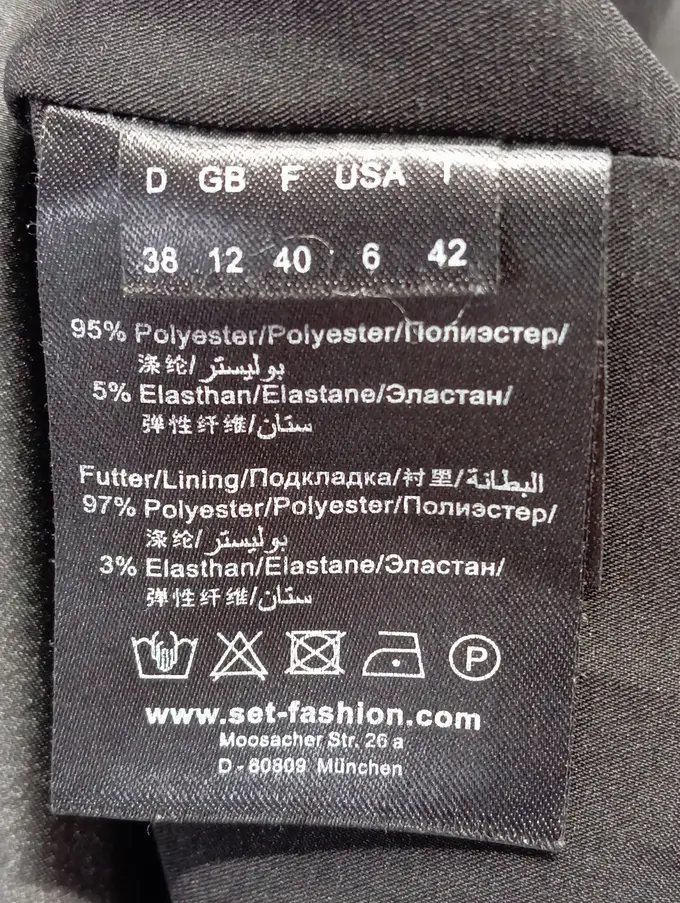 D GB F USA I
38 12 40 6 42
95% Polyester/Polyester/Полиэстер/
涤纶/بوليستر
5% Elasthan/Elastane/Эластан/
弹性纤维/ستان
Futter/Lining/Подкладка/衬里/البطانة
97% Polyester/Polyester/Полиэстер/
涤纶/بوليستر
3% Elasthan/Elastane/Эластан/
弹性纤维/ستان
P
www.set-fashion.com
Moosacher Str. 26 a
D - 80809 München